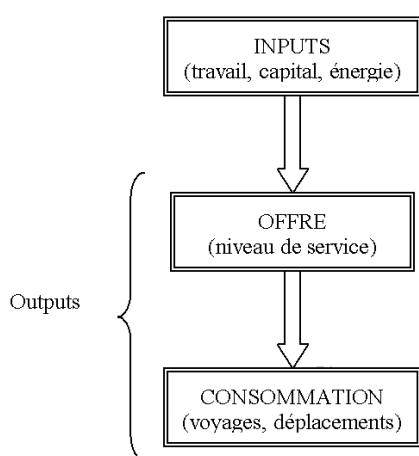 INPUTS
(travail, capital, énergie)
OFFRE
(niveau de service)
Outputs
CONSOMMATION
(voyages, déplacements)